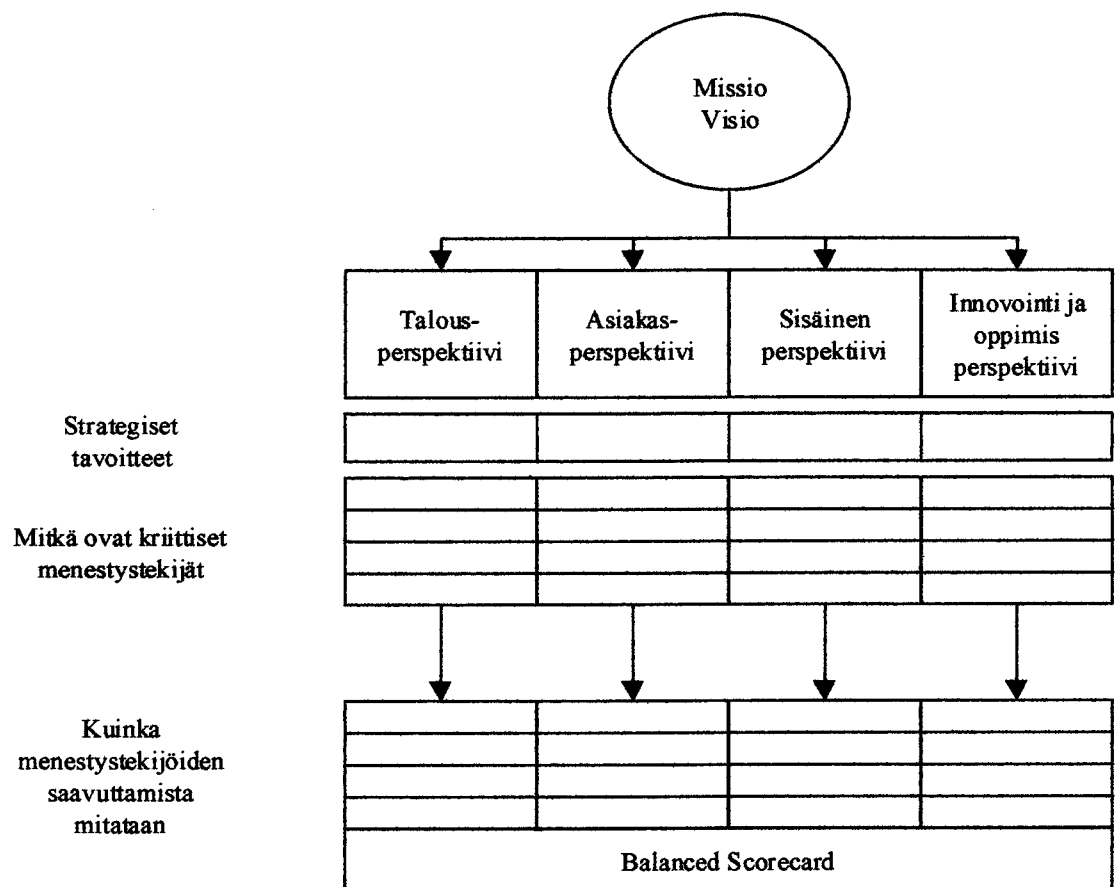 Missio
Visio
Talous-
perspektiivi
Asiakas-
perspektiivi
Sisäinen
perspektiivi
Innovointi ja
oppimis
perspektiivi
Strategiset
tavoitteet
Mitkä ovat kriittiset
menestystekijät
Kuinka
menestystekijöiden
saavuttamista
mitataan
Balanced Scorecard